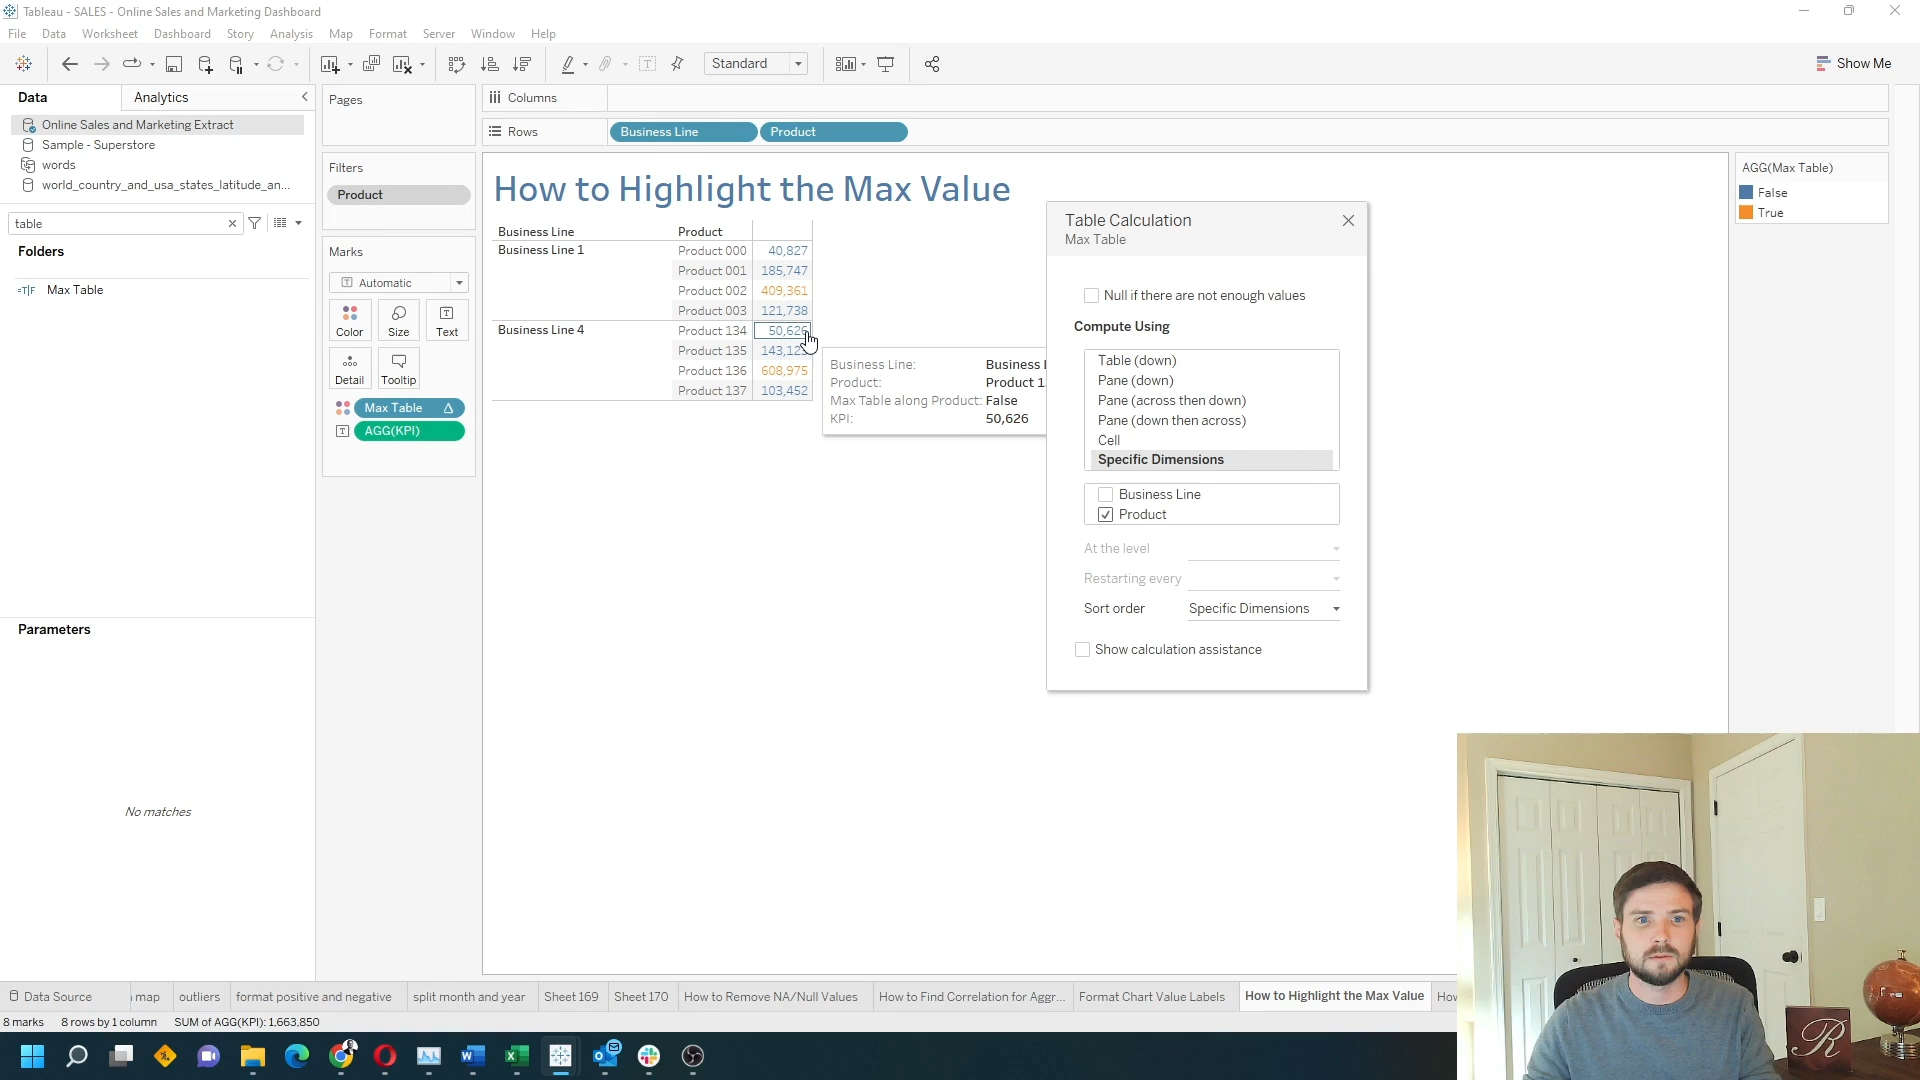 Tableau - SALES - Online Sales and Marketing Dashboard
File Data Worksheet Dashboard Story Analysis Map Format Server Window Help
Standard
Show Me
Data Analytics
Online Sales and Marketing Extract
Sample - Superstore
words
world_country_and_usa_states_latitude_an...
table
Folders
=T|F Max Table
Parameters
No matches
Pages
Filters
Product
Marks
Automatic
Color Size Text
Detail Tooltip
Max Table
AGG(KPI)
Columns
Rows Business Line Product
How to Highlight the Max Value
Business Line Product
Business Line 1 Product 000 40,827
Product 001 185,747
Product 002 409,361
Product 003 121,738
Business Line 4 Product 134 50,626
Product 135
Product 136 608,975
Product 137 103,452
Business Line: Business
Product: Product 1
Max Table along Product: False
KPI: 50,626
Table Calculation
Max Table
Null if there are not enough values
Compute Using
Table (down)
Pane (down)
Pane (across then down)
Pane (down then across)
Cell
Specific Dimensions
Business Line
Product
At the level
Restarting every
Sort order Specific Dimensions
Show calculation assistance
AGG(Max Table)
False
True
Data Source map outliers format positive and negative split month and year Sheet 169 Sheet 170 How to Remove NA/Null Values How to Find Correlation for Aggr... Format Chart Value Labels How to Highlight the Max Value How
8 marks 8 rows by 1 column SUM of AGG(KPI): 1,663,850
R